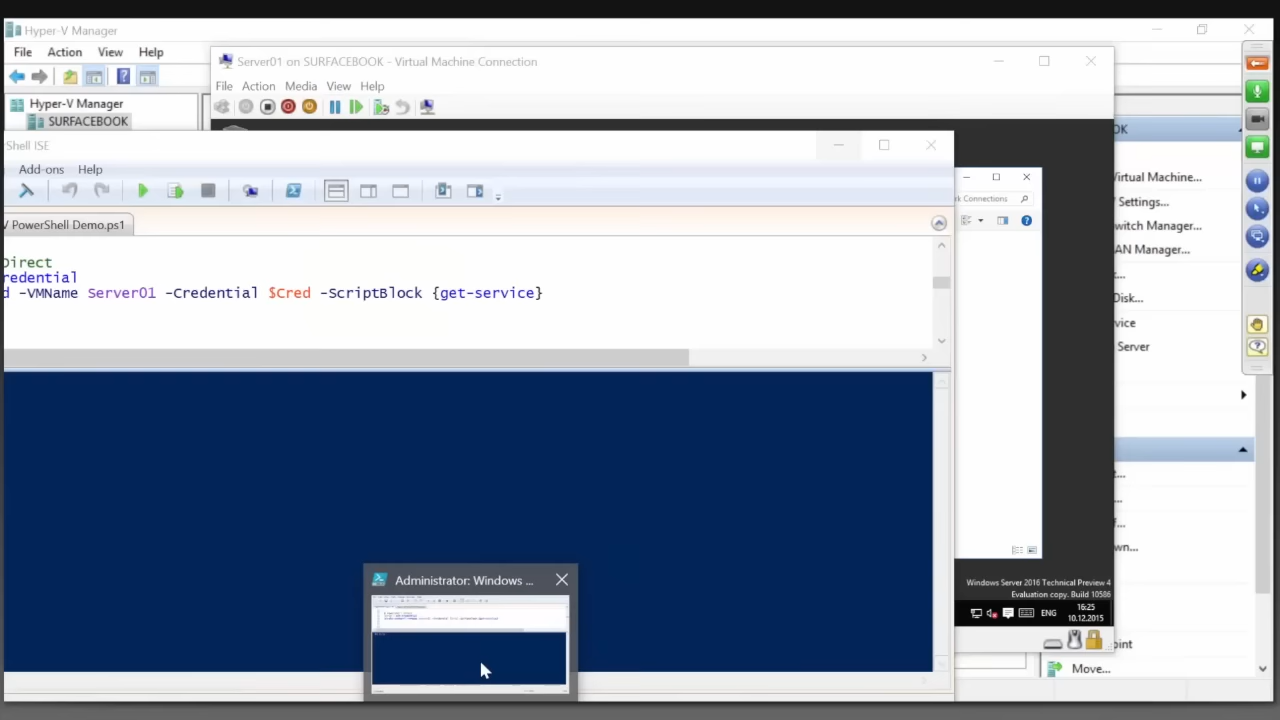 Hyper-V Manager
File Action View Help
Hyper-V Manager
SURFACEBOOK
Server01 on SURFACEBOOK - Virtual Machine Connection
File Action Media View Help
Shell ISE
Add-ons Help
V PowerShell Demo.ps1
Direct
redential
d -VMName Server01 -Credential $Cred -ScriptBlock {get-service}
rk Connections
OK
Virtual Machine...
Settings...
witch Manager...
AN Manager...
...
Disk...
vice
Server
...
...
...
wn...
oint
Move...
Windows Server 2016 Technical Preview 4
Evaluation copy. Build 10586
ENG
16:25
10.12.2015
Administrator: Windows ...